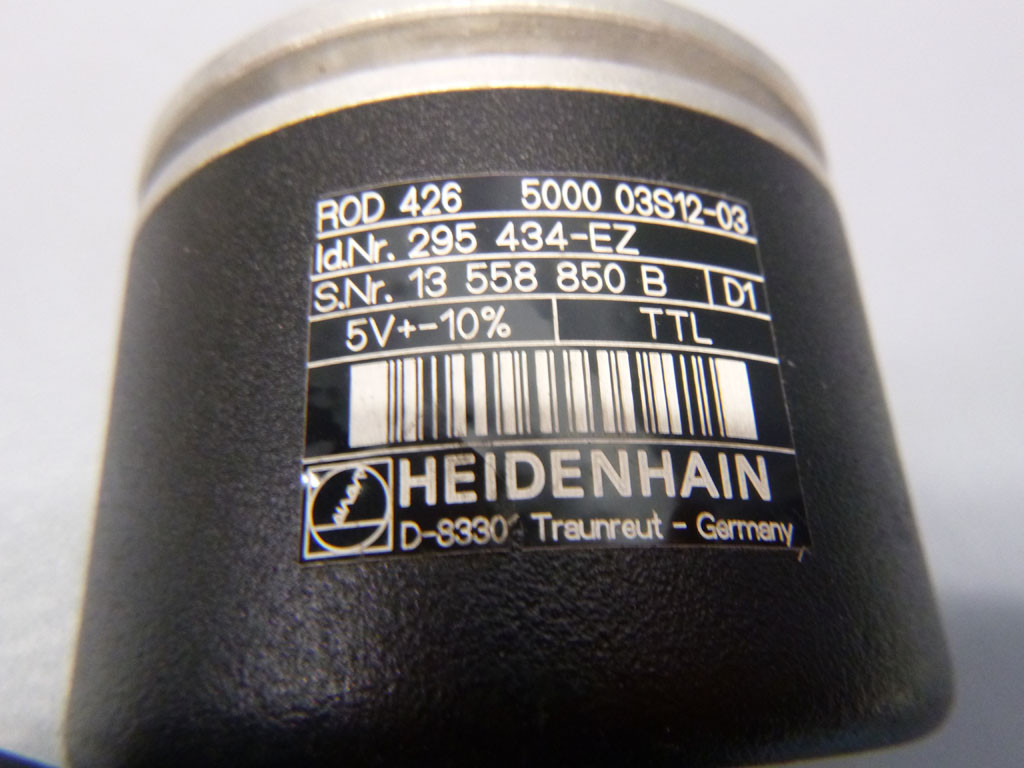 ROD 426 5000 03S12-03
Id.Nr. 295 434-EZ
S.Nr. 13 558 850 B D1
5V+-10% TTL
HEIDENHAIN
Traunreut - Germany